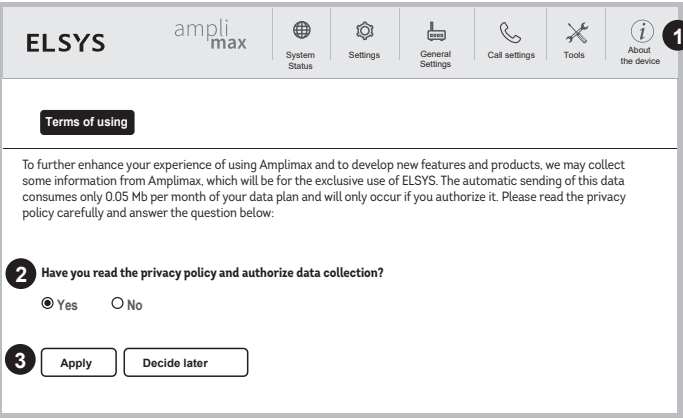 ELSYS
ampli
max
System
Status
Settings
General
Settings
Call settings
Tools
i
About
the device
1
Terms of using
To further enhance your experience of using Amplimax and to develop new features and products, we may collect
some information from Amplimax, which will be for the exclusive use of ELSYS. The automatic sending of this data
consumes only 0.05 Mb per month of your data plan and will only occur if you authorize it. Please read the privacy
policy carefully and answer the question below:
2 Have you read the privacy policy and authorize data collection?
Yes No
3 Apply Decide later